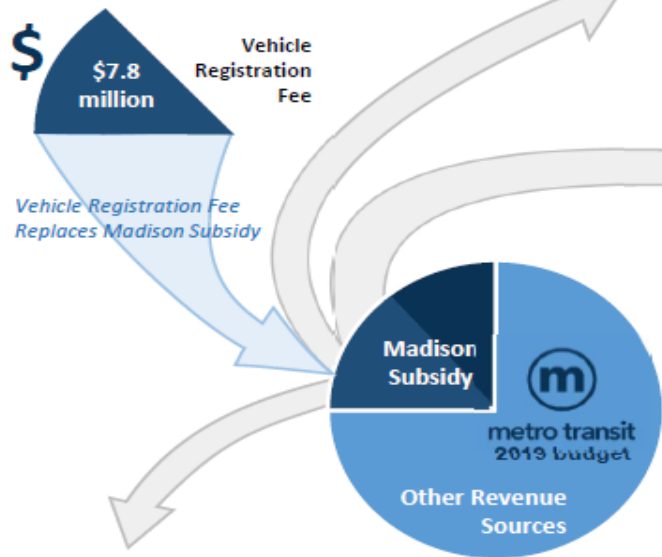 $
$7.8
million
Vehicle
Registration
Fee
Vehicle Registration Fee
Replaces Madison Subsidy
Madison
Subsidy
m
metro transit
2019 budget
Other Revenue
Sources